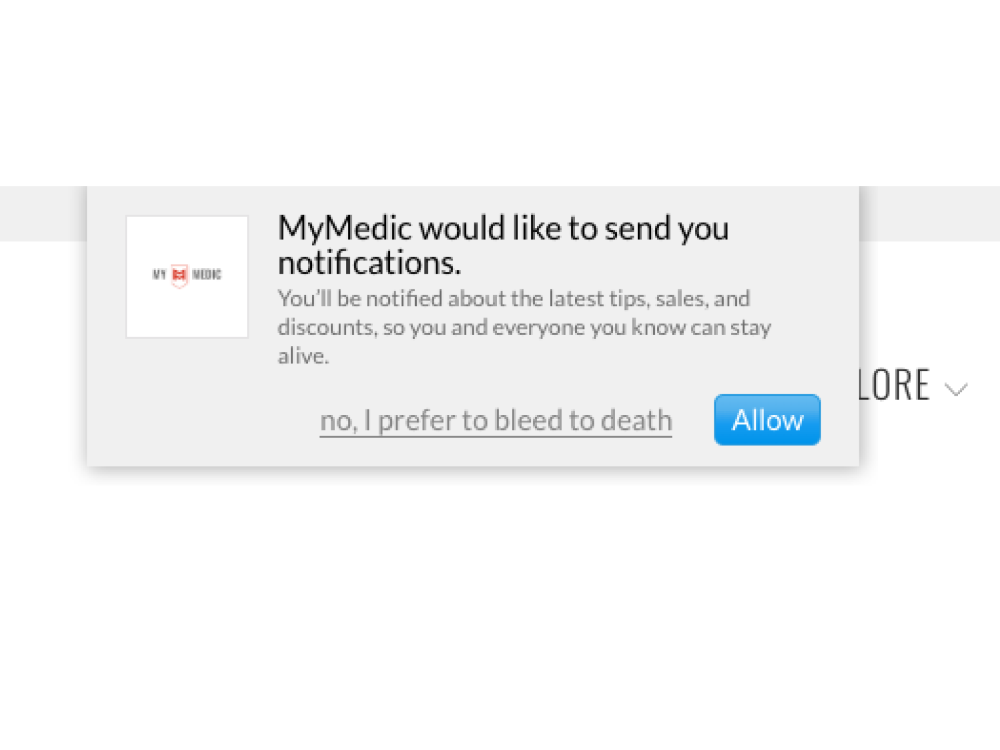 MyMedic would like to send you
notifications.
MY MEDIC
You'll be notified about the latest tips, sales, and
discounts, so you and everyone you know can stay
alive.
LORE
no, I prefer to bleed to death
Allow